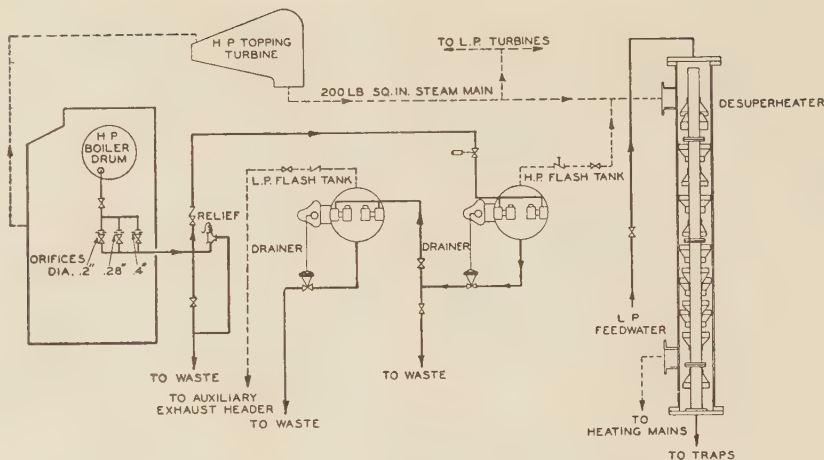 H P TOPPING
TURBINE
TO L.P. TURBINES
200 LB SQ. IN. STEAM MAIN
DESUPERHEATER
H P
BOILER
DRUM
L.P. FLASH TANK
H.P. FLASH TANK
RELIEF
ORIFICES
DIA. .2" .28" .4"
DRAINER
DRAINER
L P
FEEDWATER
TO WASTE
TO AUXILIARY
EXHAUST HEADER
TO WASTE
TO WASTE
TO
HEATING MAINS
TO TRAPS